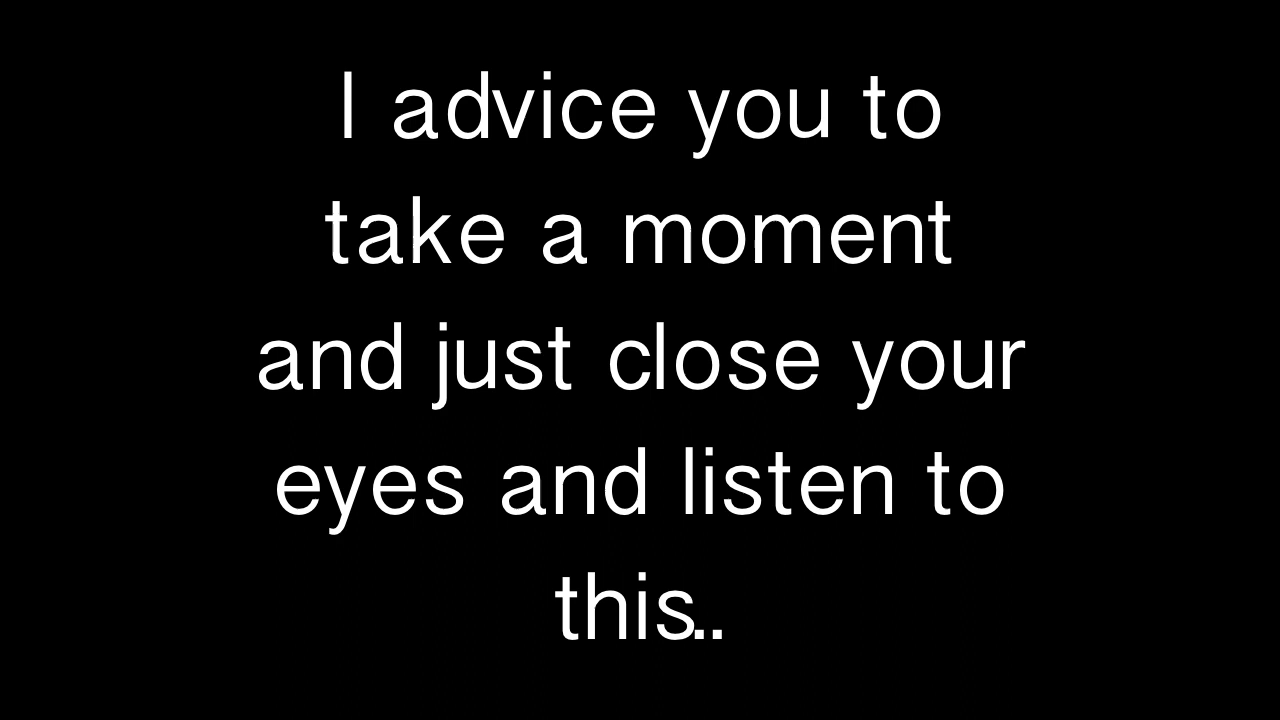 I advice you to
take a moment
and just close your
eyes and listen to
this..